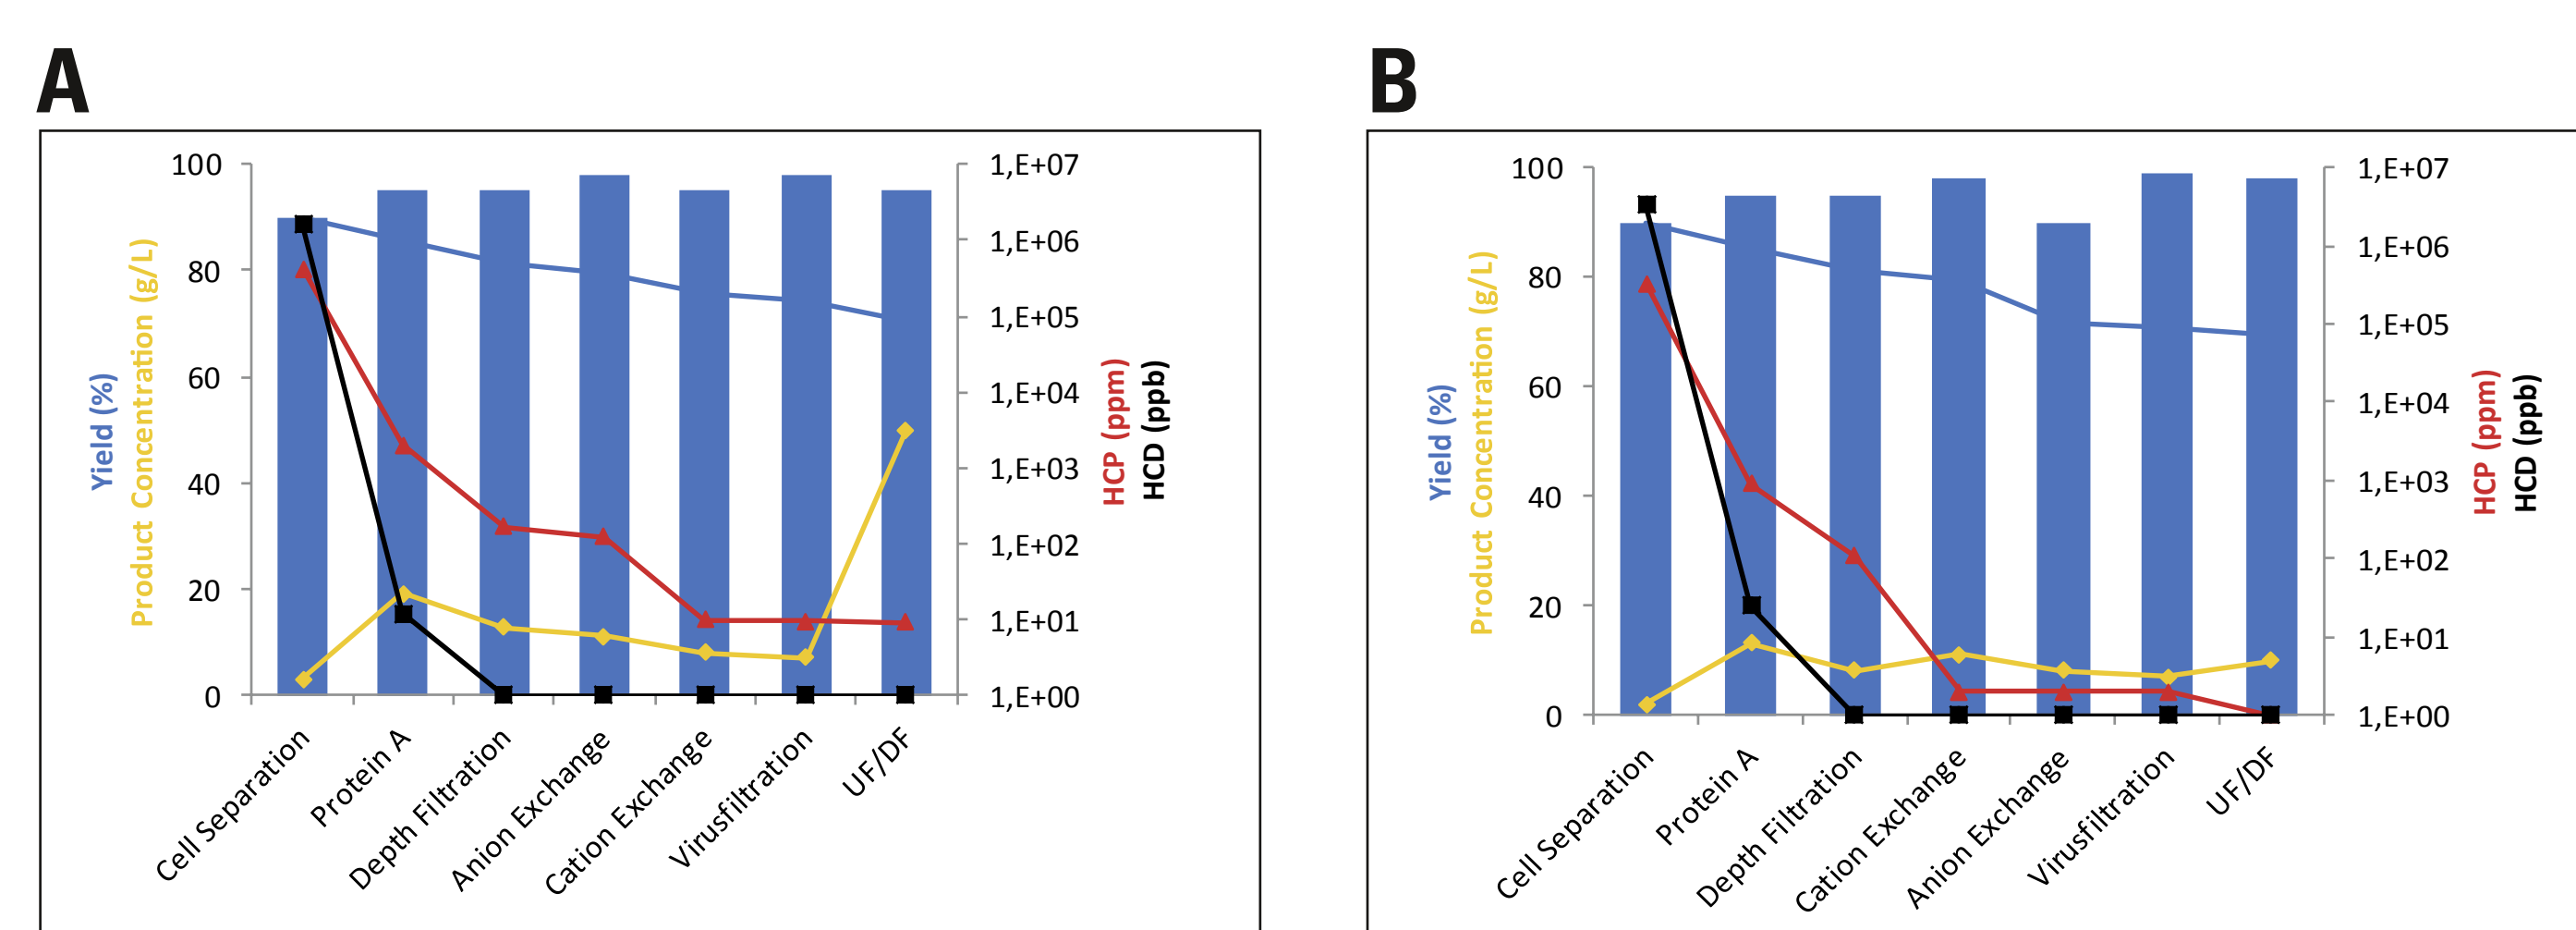 A
100
80
60
40
20
0
Yield (%)
Product Concentration (g/L)
1,E+07
1,E+06
1,E+05
1,E+04
1,E+03
1,E+02
1,E+01
1,E+00
HCP (ppm)
HCD (ppb)
Cell Separation
Protein A
Depth Filtration
Anion Exchange
Cation Exchange
Virusfiltration
UF/DF
B
100
80
60
40
20
0
Yield (%)
Product Concentration (g/L)
1,E+07
1,E+06
1,E+05
1,E+04
1,E+03
1,E+02
1,E+01
1,E+00
HCP (ppm)
HCD (ppb)
Cell Separation
Protein A
Depth Filtration
Cation Exchange
Anion Exchange
Virusfiltration
UF/DF